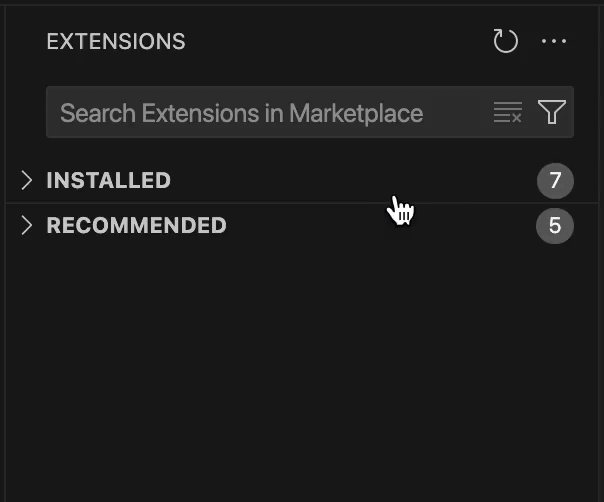 EXTENSIONS
Search Extensions in Marketplace
INSTALLED 7
RECOMMENDED 5